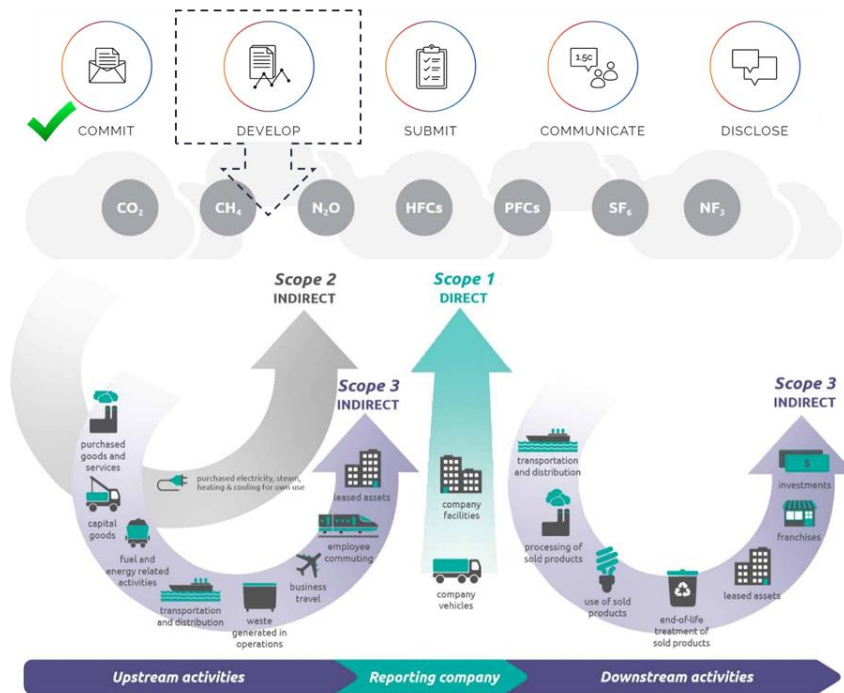 1.5C
COMMIT
DEVELOP
SUBMIT
COMMUNICATE
DISCLOSE
CO₂
CH₄
N₂O
HFCs
PFCs
SF₆
NF₃
Scope 2
INDIRECT
Scope 1
DIRECT
Scope 3
INDIRECT
Scope 3
INDIRECT
purchased
goods and
services
capital
goods
fuel and
energy related
activities
transportation
and distribution
waste
generated in
operations
business
travel
employee
commuting
leased assets
purchased electricity, steam,
heating & cooling for own use
company
facilities
company
vehicles
transportation
and distribution
processing of
sold products
use of sold
products
end-of-life
treatment of
sold products
leased assets
franchises
$
investments
Upstream activities
Reporting company
Downstream activities